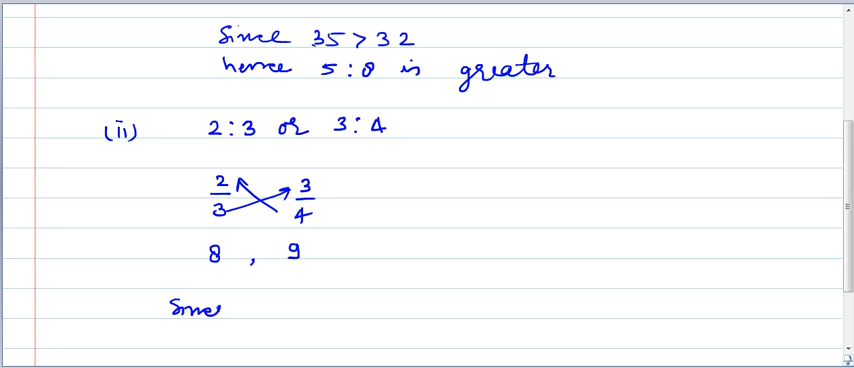 Since 35 > 32
hence 5 : 8 is greater
(ii) 2 : 3 or 3 : 4
2/3 3/4
8 , 9
Since